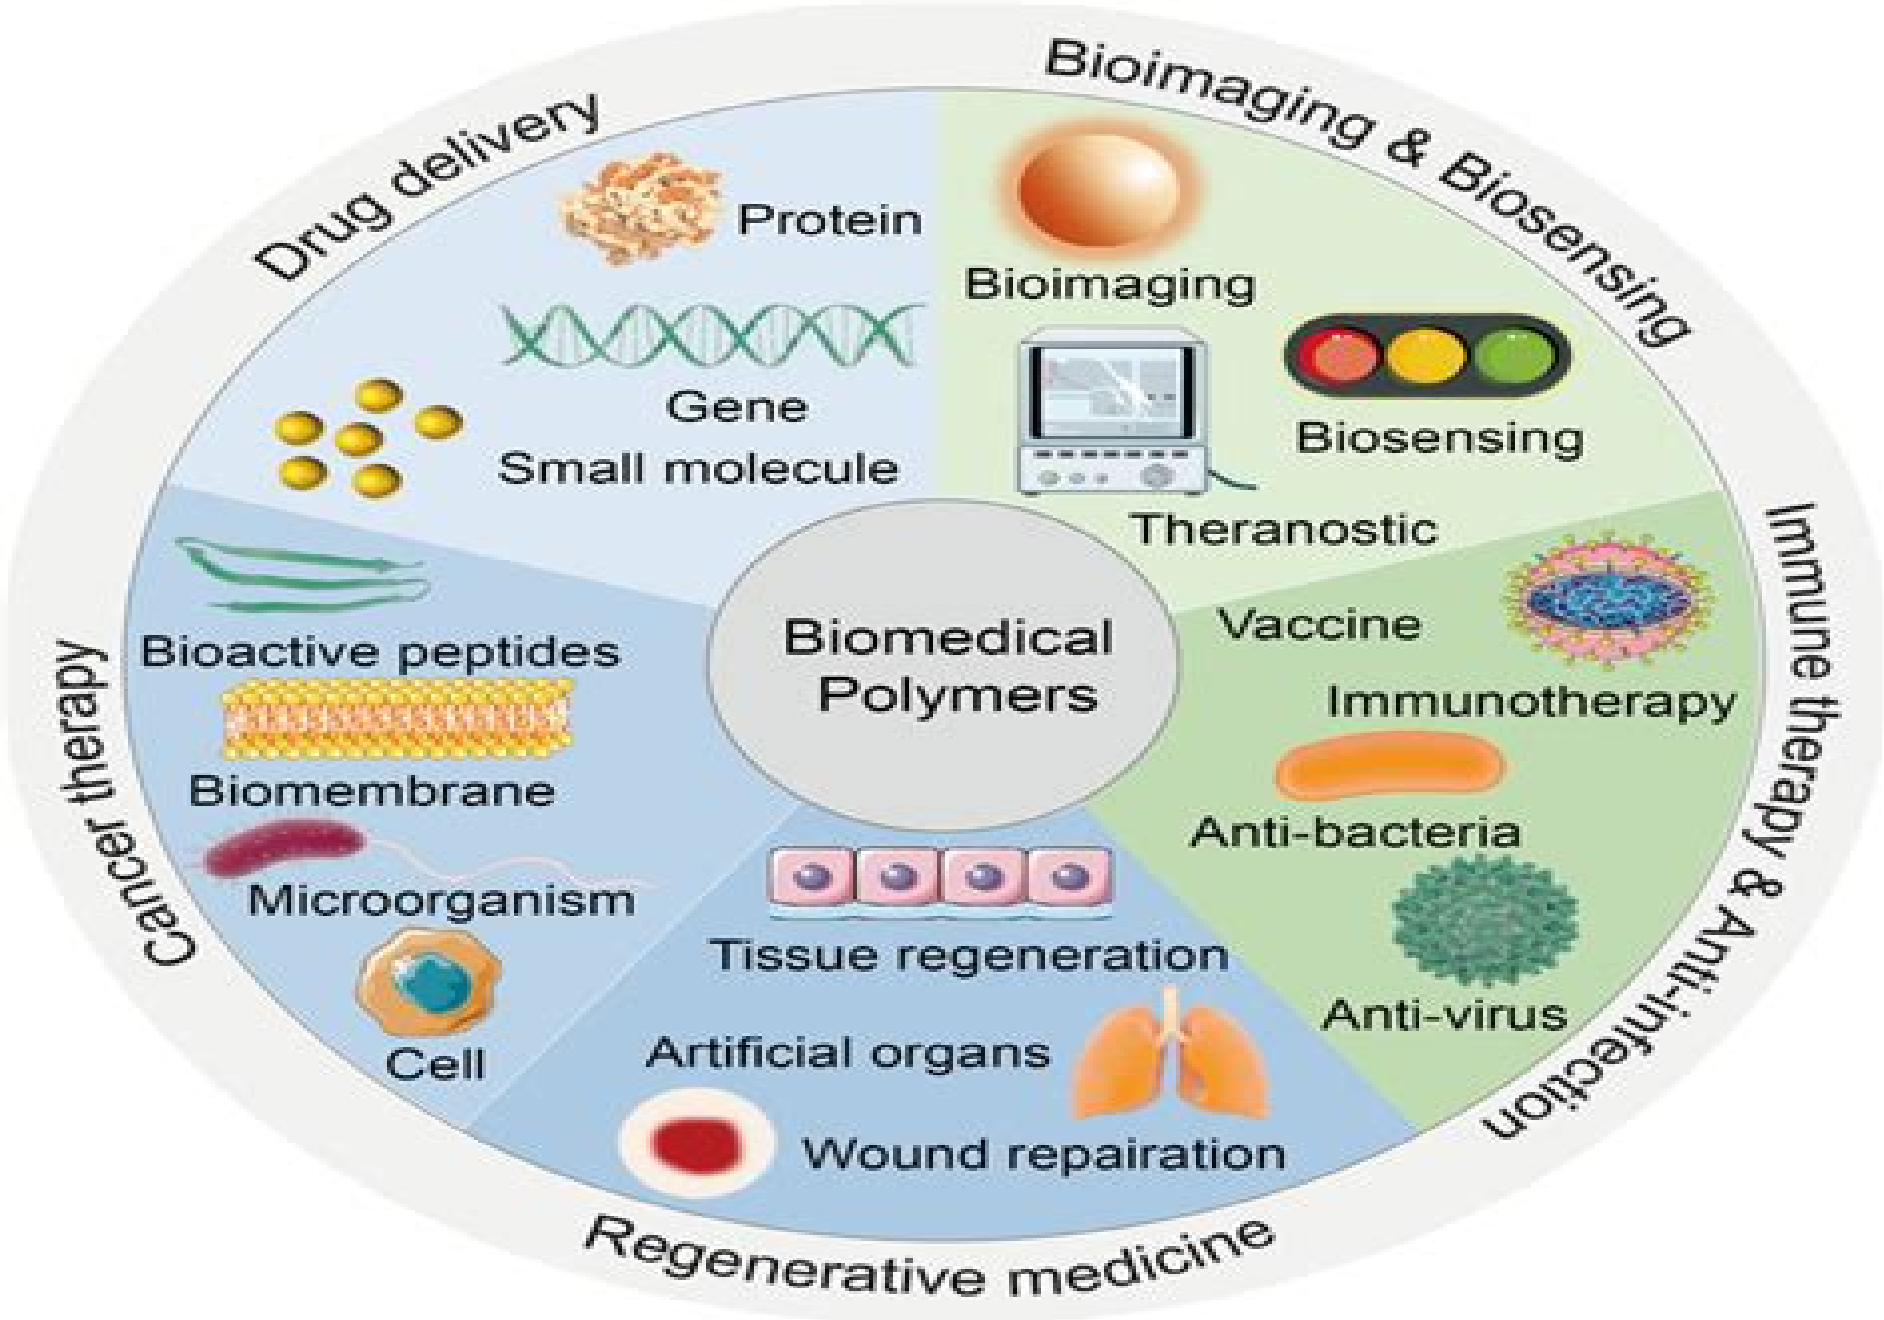 Drug delivery
Protein
Gene
Small molecule
Bioimaging & Biosensing
Bioimaging
Biosensing
Theranostic
Immune therapy & Anti-infection
Vaccine
Immunotherapy
Anti-bacteria
Anti-virus
Regenerative medicine
Tissue regeneration
Artificial organs
Wound repairation
Cancer therapy
Bioactive peptides
Biomembrane
Microorganism
Cell
Biomedical
Polymers